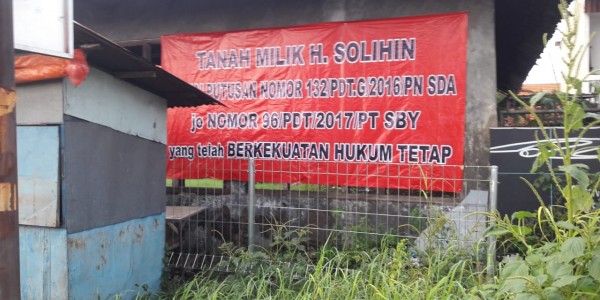 TANAH MILIK H. SOLIHIN
PUTUSAN NOMOR 132/PDT.G/2016/PN SDA
jo NOMOR 96/PDT/2017/PT SBY
yang telah BERKEKUATAN HUKUM TETAP